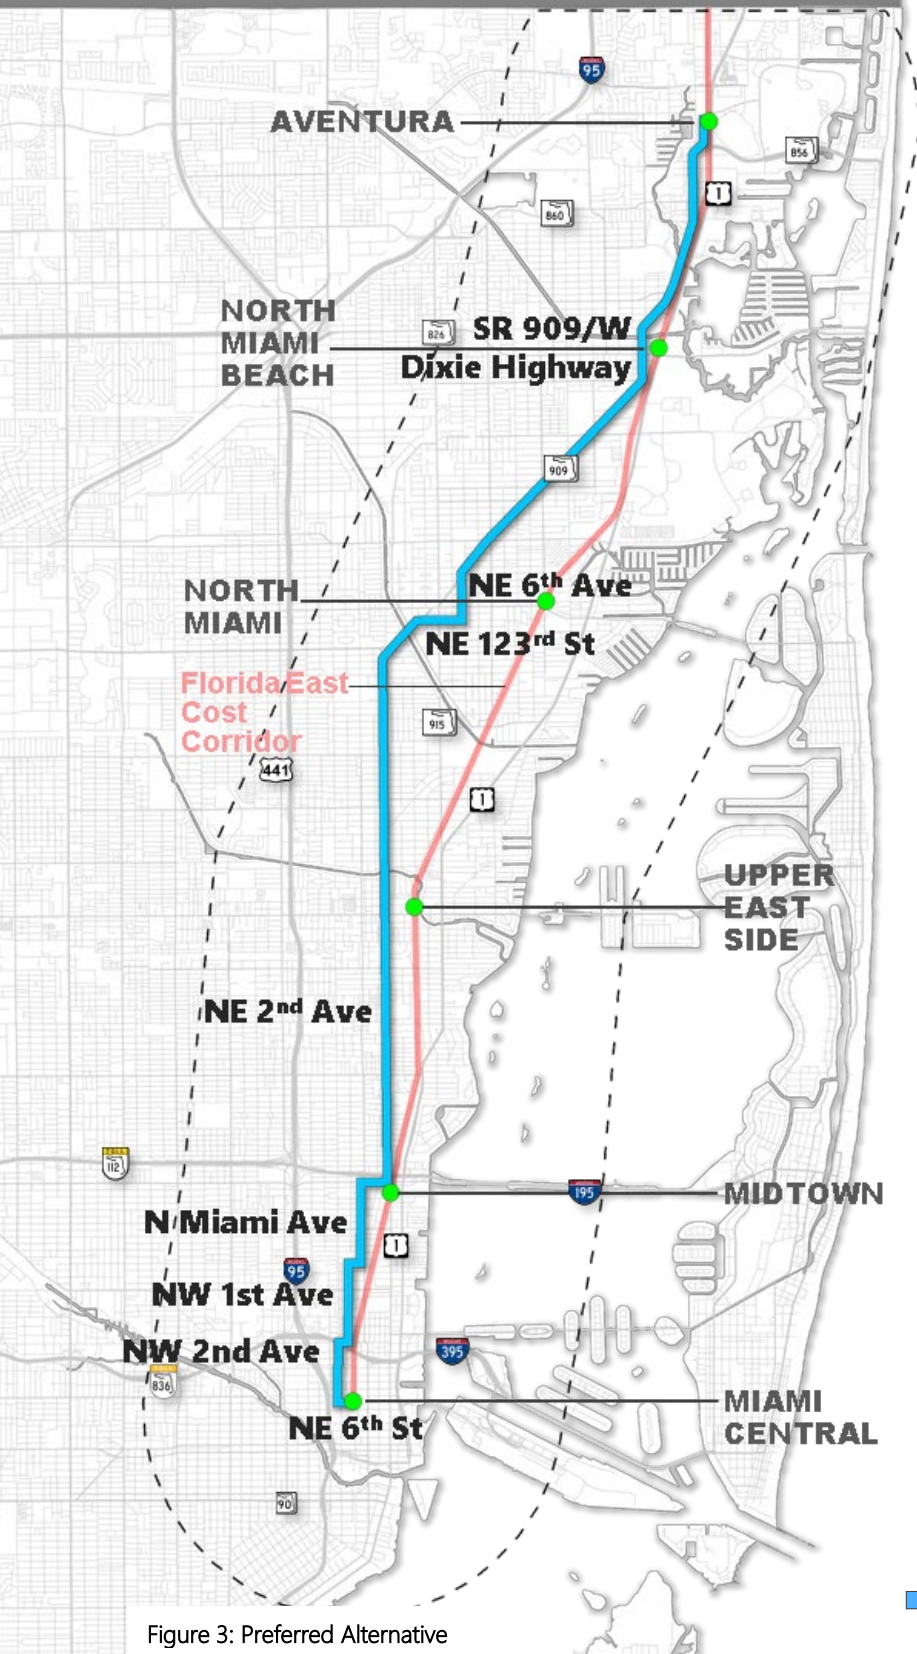 95
AVENTURA
856
1
860
NORTH
MIAMI
BEACH
826
SR 909/W
Dixie Highway
909
NORTH
MIAMI
NE 6th Ave
NE 123rd St
Florida East
Cost
Corridor
915
441
1
UPPER
EAST
SIDE
NE 2nd Ave
TOLL
112
195
MIDTOWN
N Miami Ave
1
95
NW 1st Ave
NW 2nd Ave
395
TOLL
836
MIAMI
CENTRAL
NE 6th St
90
Figure 3: Preferred Alternative